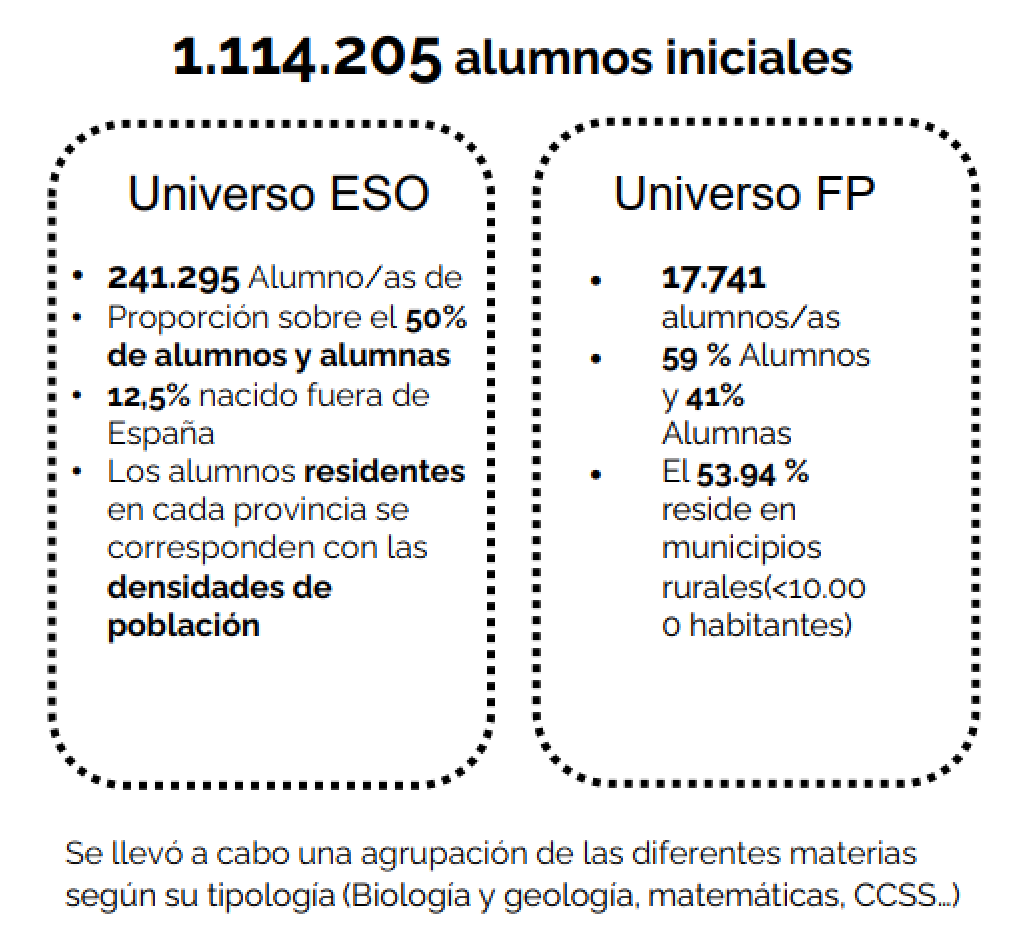 1.114.205 alumnos iniciales
Universo ESO
• 241.295 Alumno/as de
• Proporción sobre el 50%
de alumnos y alumnas
• 12,5% nacido fuera de
España
• Los alumnos residentes
en cada provincia se
corresponden con las
densidades de
población
Universo FP
• 17.741
alumnos/as
• 59 % Alumnos
y 41%
Alumnas
• El 53.94 %
reside en
municipios
rurales(<10.00
0 habitantes)
Se llevó a cabo una agrupación de las diferentes materias
según su tipología (Biología y geología, matemáticas, CCSS...)